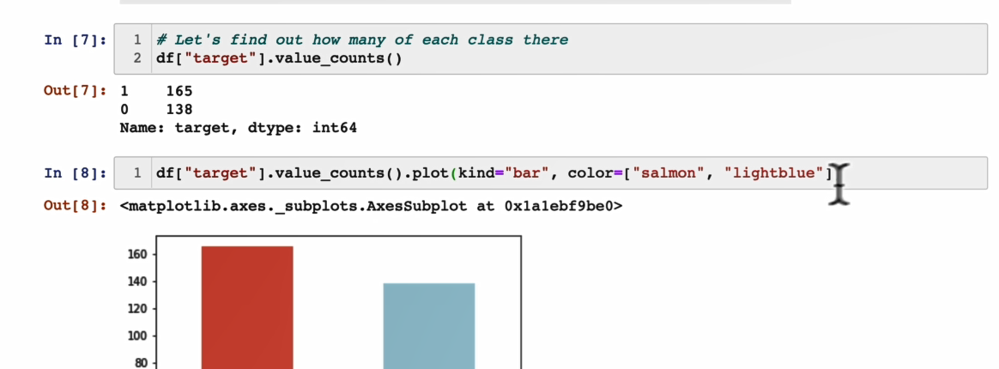 In [7]: 1 # Let's find out how many of each class there
2 df["target"].value_counts()
Out[7]: 1 165
0 138
Name: target, dtype: int64
In [8]: 1 df["target"].value_counts().plot(kind="bar", color=["salmon", "lightblue"]
Out[8]: <matplotlib.axes._subplots.AxesSubplot at 0x1a1ebf9be0>
160
140
120
100
80